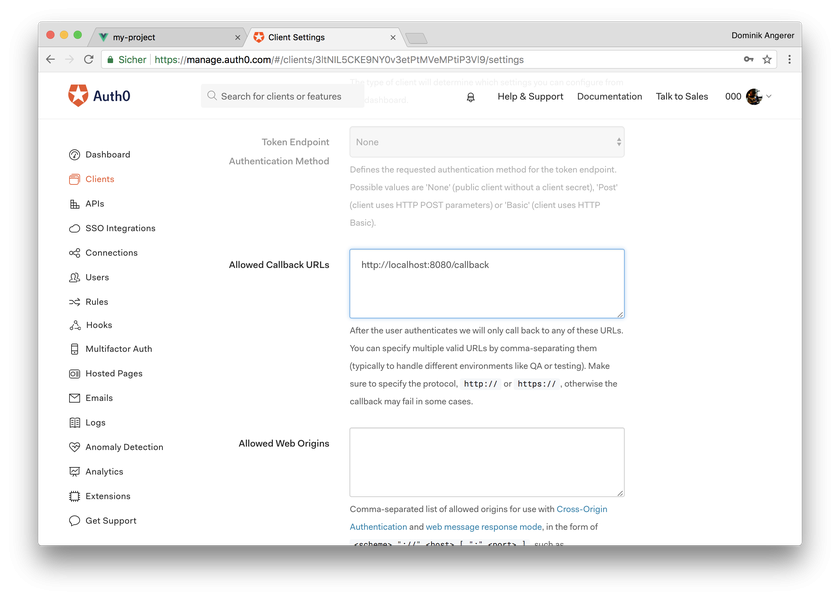 my-project
Client Settings
Dominik Angerer
Sicher https://manage.auth0.com/#/clients/3ltNIL5CKE9NY0v3etPtMVeMPtiP3Vl9/settings
The type of client will determine which settings you can configure from
dashboard.
Auth0
Search for clients or features
Help & Support
Documentation
Talk to Sales
000
Dashboard
Clients
APIs
SSO Integrations
Connections
Users
Rules
Hooks
Multifactor Auth
Hosted Pages
Emails
Logs
Anomaly Detection
Analytics
Extensions
Get Support
Token Endpoint
Authentication Method
None
Defines the requested authentication method for the token endpoint.
Possible values are 'None' (public client without a client secret), 'Post'
(client uses HTTP POST parameters) or 'Basic' (client uses HTTP
Basic).
Allowed Callback URLs
http://localhost:8080/callback
After the user authenticates we will only call back to any of these URLs.
You can specify multiple valid URLs by comma-separating them
(typically to handle different environments like QA or testing). Make
sure to specify the protocol, http:// or https:// , otherwise the
callback may fail in some cases.
Allowed Web Origins
Comma-separated list of allowed origins for use with Cross-Origin
Authentication and web message response mode, in the form of
<scheme> "://" <host> [ ":" <port> ] , such as